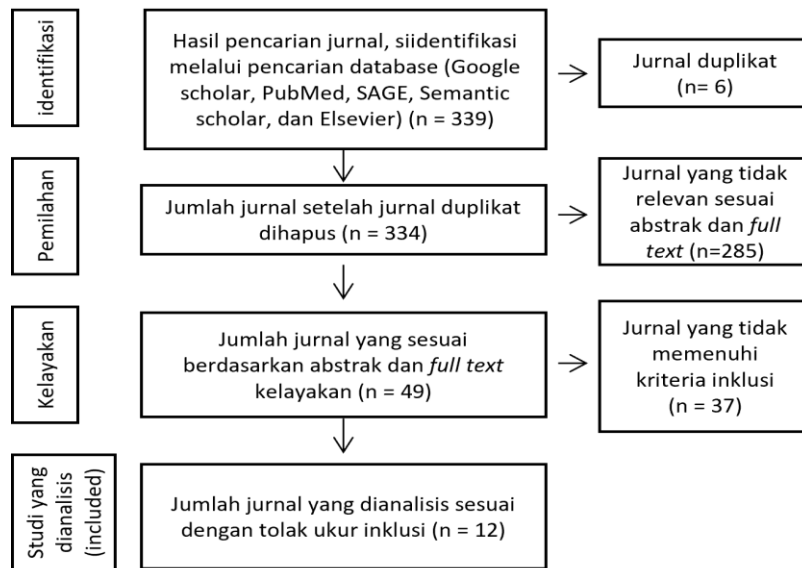 identifikasi
Hasil pencarian jurnal, siidentifikasi
melalui pencarian database (Google
scholar, PubMed, SAGE, Semantic
scholar, dan Elsevier) (n = 339)
Jurnal duplikat
(n= 6)
Pemilahan
Jumlah jurnal setelah jurnal duplikat
dihapus (n = 334)
Jurnal yang tidak
relevan sesuai
abstrak dan full
text (n=285)
Kelayakan
Jumlah jurnal yang sesuai
berdasarkan abstrak dan full text
kelayakan (n = 49)
Jurnal yang tidak
memenuhi
kriteria inklusi
(n = 37)
Studi yang
dianalisis
(included)
Jumlah jurnal yang dianalisis sesuai
dengan tolak ukur inklusi (n = 12)